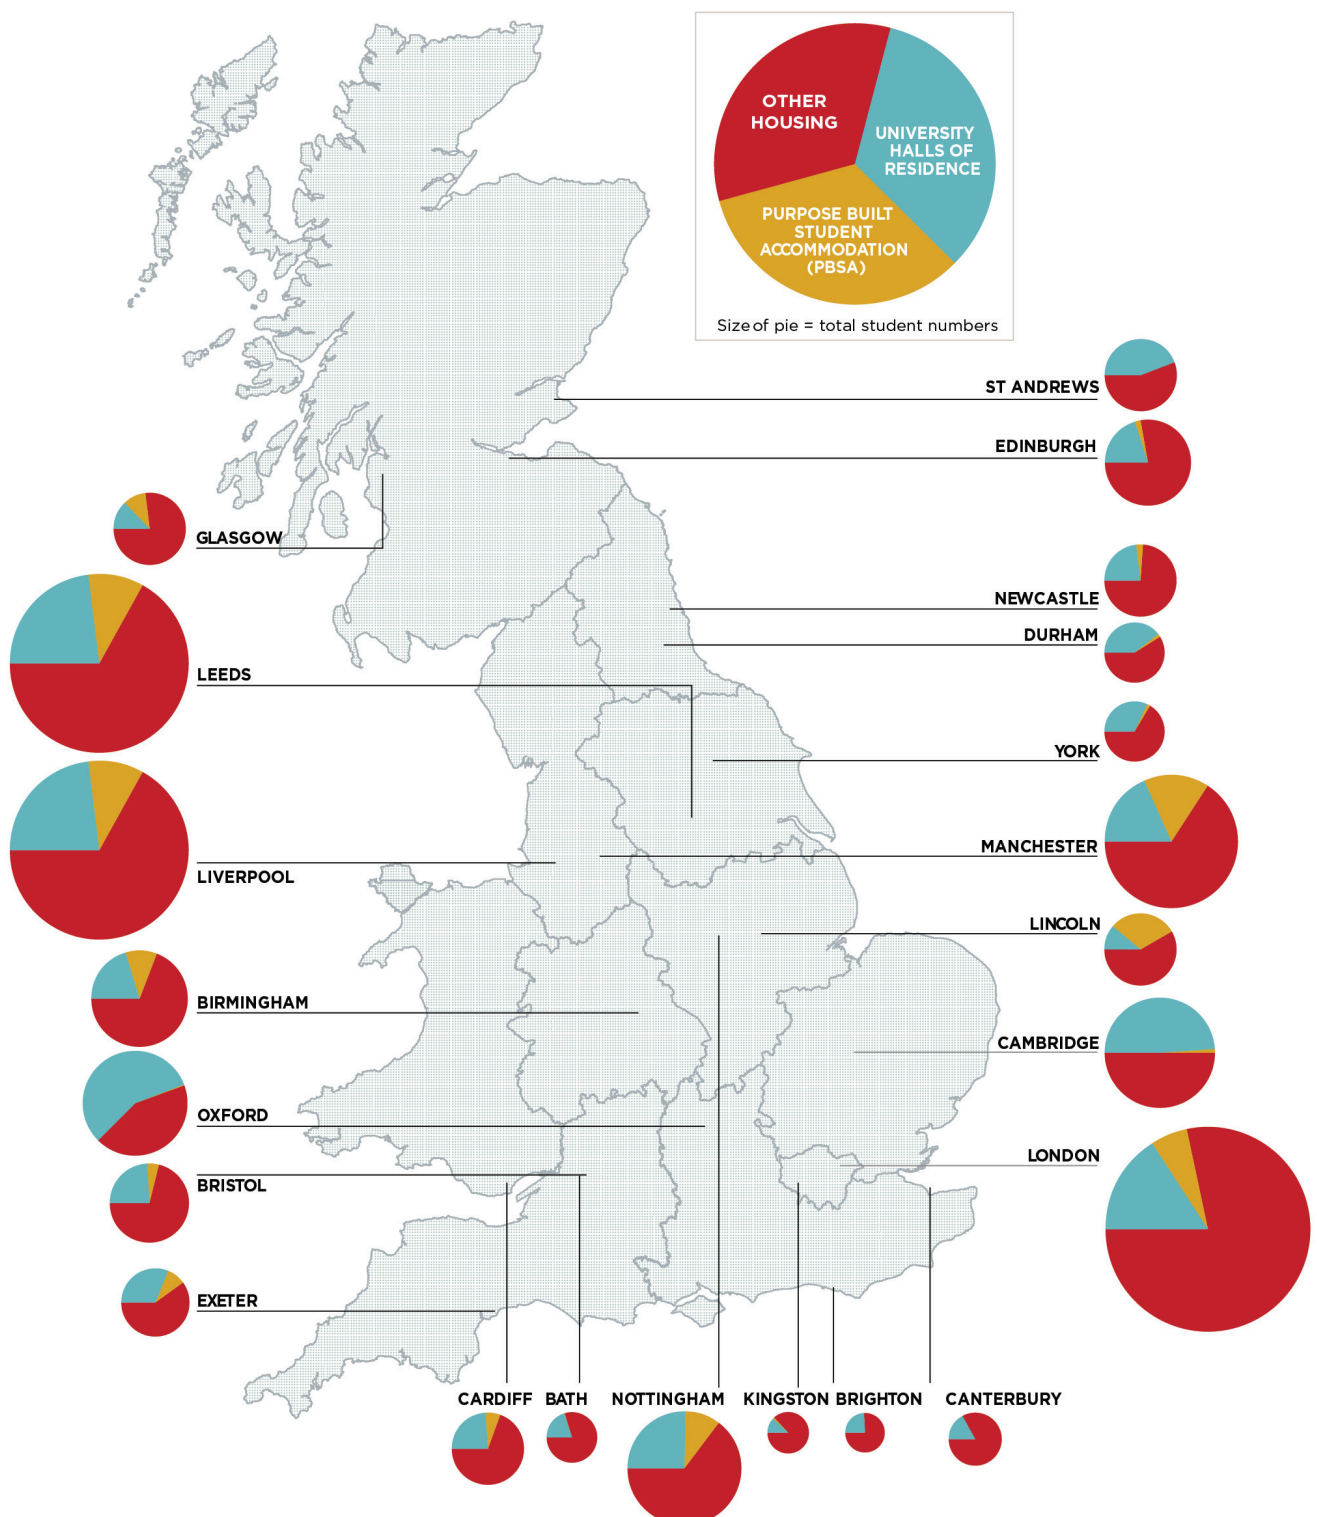 OTHER
HOUSING
UNIVERSITY
HALLS OF
RESIDENCE
PURPOSE BUILT
STUDENT
ACCOMMODATION
(PBSA)
Size of pie = total student numbers
ST ANDREWS
EDINBURGH
GLASGOW
NEWCASTLE
DURHAM
LEEDS
YORK
MANCHESTER
LIVERPOOL
LINCOLN
BIRMINGHAM
CAMBRIDGE
OXFORD
LONDON
BRISTOL
EXETER
CARDIFF BATH NOTTINGHAM KINGSTON BRIGHTON CANTERBURY